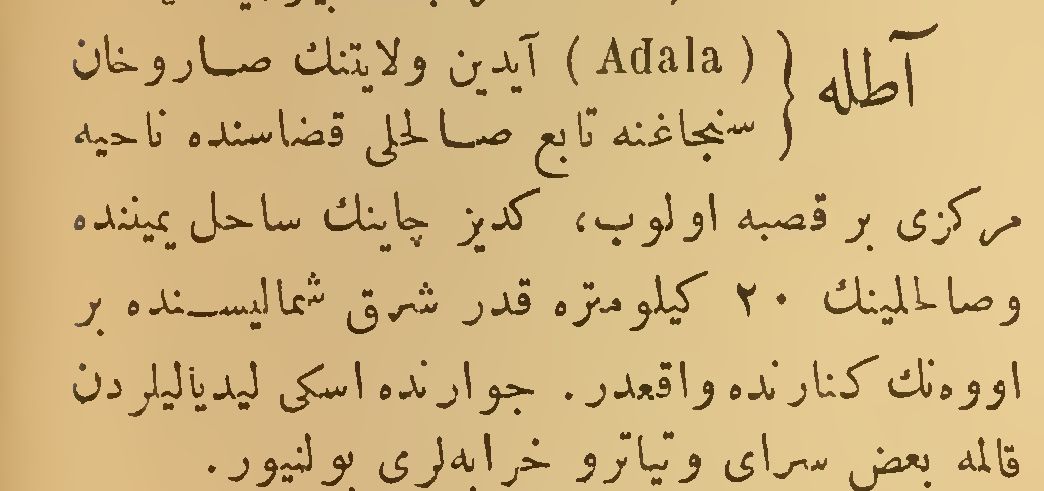 آطله { ( Adala ) آیدین ولایتنك صاروخان
سنجاغنه تابع صالحلی قضاسنده ناحیه
مرکزی بر قصبه اولوب، کدیز چاینك ساحل یمیننده
وصالحلینك ۲۰ کیلومتره قدر شرق شمالیسنده بر
اووه‌نك کنارنده واقعدر. جوارنده اسکی لیدیالیلردن
قالمه بعض سرای وتیاترو خرابه‌لری بولنیور.